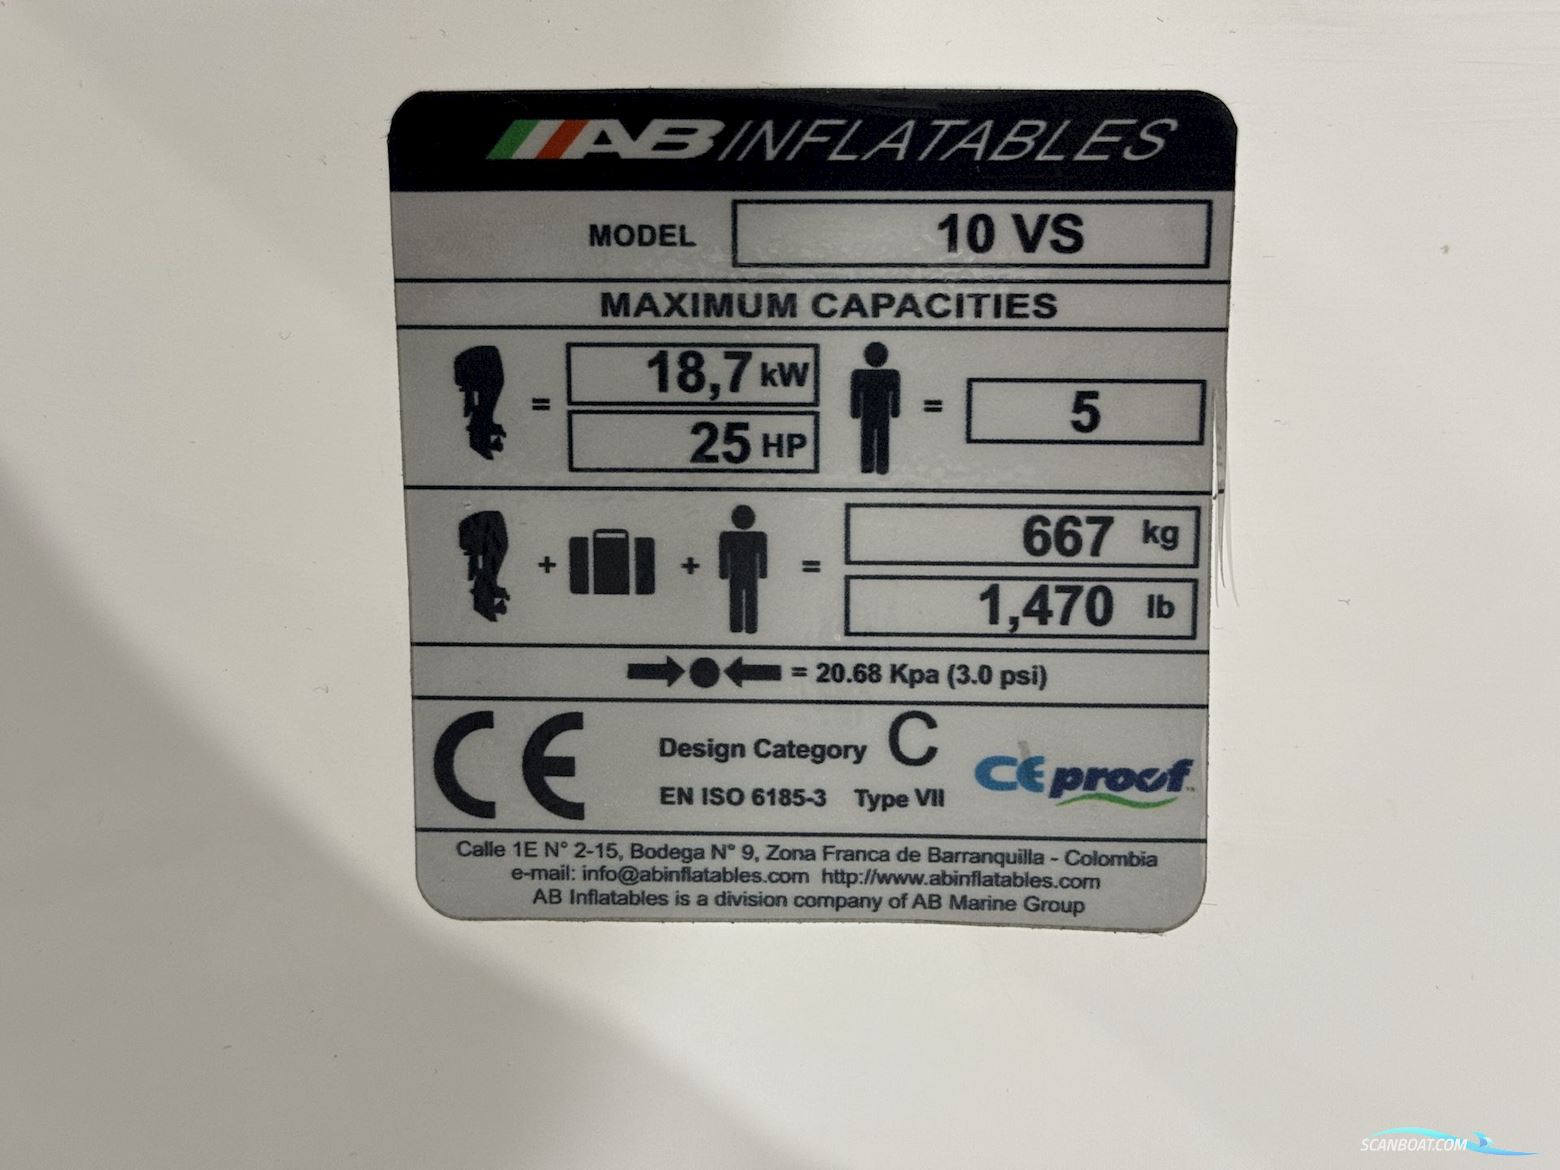 AB INFLATABLES
MODEL 10 VS
MAXIMUM CAPACITIES
= 18,7 kW
25 HP
= 5
+ + = 667 kg
1,470 lb
= 20.68 Kpa (3.0 psi)
CE Design Category C
EN ISO 6185-3 Type VII
CE proof
Calle 1E N° 2-15, Bodega N° 9, Zona Franca de Barranquilla - Colombia
e-mail: info@abinflatables.com http://www.abinflatables.com
AB Inflatables is a division company of AB Marine Group
SCANBOAT.COM